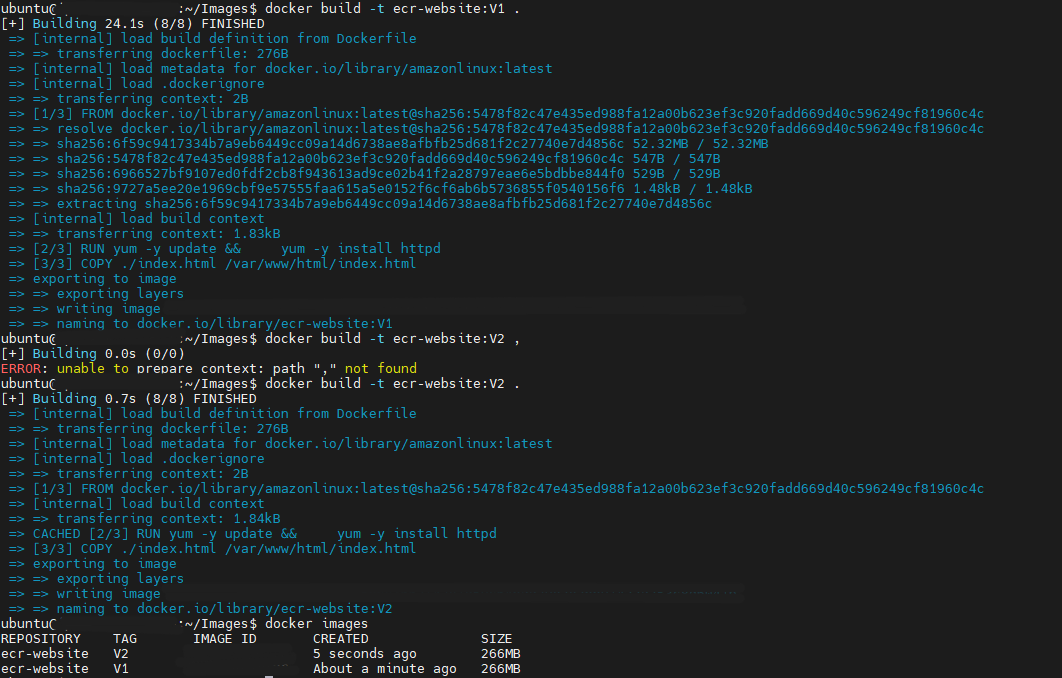 ubuntu@ :~/Images$ docker build -t ecr-website:V1 .
[+] Building 24.1s (8/8) FINISHED
=> [internal] load build definition from Dockerfile
=> => transferring dockerfile: 276B
=> [internal] load metadata for docker.io/library/amazonlinux:latest
=> [internal] load .dockerignore
=> => transferring context: 2B
=> [1/3] FROM docker.io/library/amazonlinux:latest@sha256:5478f82c47e435ed988fa12a00b623ef3c920fadd669d40c596249cf81960c4c
=> => resolve docker.io/library/amazonlinux:latest@sha256:5478f82c47e435ed988fa12a00b623ef3c920fadd669d40c596249cf81960c4c
=> => sha256:6f59c9417334b7a9eb6449cc09a14d6738ae8afbfb25d681f2c27740e7d4856c 52.32MB / 52.32MB
=> => sha256:5478f82c47e435ed988fa12a00b623ef3c920fadd669d40c596249cf81960c4c 547B / 547B
=> => sha256:6966527bf9107ed0fdf2cb8f943613ad9ce02b41f2a28797eae6e5bdbbe844f0 529B / 529B
=> => sha256:9727a5ee20e1969cbf9e57555faa615a5e0152f6cf6ab6b5736855f0540156f6 1.48kB / 1.48kB
=> => extracting sha256:6f59c9417334b7a9eb6449cc09a14d6738ae8afbfb25d681f2c27740e7d4856c
=> [internal] load build context
=> => transferring context: 1.83kB
=> [2/3] RUN yum -y update &&     yum -y install httpd
=> [3/3] COPY ./index.html /var/www/html/index.html
=> exporting to image
=> => exporting layers
=> => writing image
=> => naming to docker.io/library/ecr-website:V1
ubuntu@ :~/Images$ docker build -t ecr-website:V2 ,
[+] Building 0.0s (0/0)
ERROR: unable to prepare context: path "," not found
ubuntu@ :~/Images$ docker build -t ecr-website:V2 .
[+] Building 0.7s (8/8) FINISHED
=> [internal] load build definition from Dockerfile
=> => transferring dockerfile: 276B
=> [internal] load metadata for docker.io/library/amazonlinux:latest
=> [internal] load .dockerignore
=> => transferring context: 2B
=> [1/3] FROM docker.io/library/amazonlinux:latest@sha256:5478f82c47e435ed988fa12a00b623ef3c920fadd669d40c596249cf81960c4c
=> [internal] load build context
=> => transferring context: 1.84kB
=> CACHED [2/3] RUN yum -y update &&     yum -y install httpd
=> [3/3] COPY ./index.html /var/www/html/index.html
=> exporting to image
=> => exporting layers
=> => writing image
=> => naming to docker.io/library/ecr-website:V2
ubuntu@ :~/Images$ docker images
REPOSITORY TAG IMAGE ID CREATED SIZE
ecr-website V2 5 seconds ago 266MB
ecr-website V1 About a minute ago 266MB